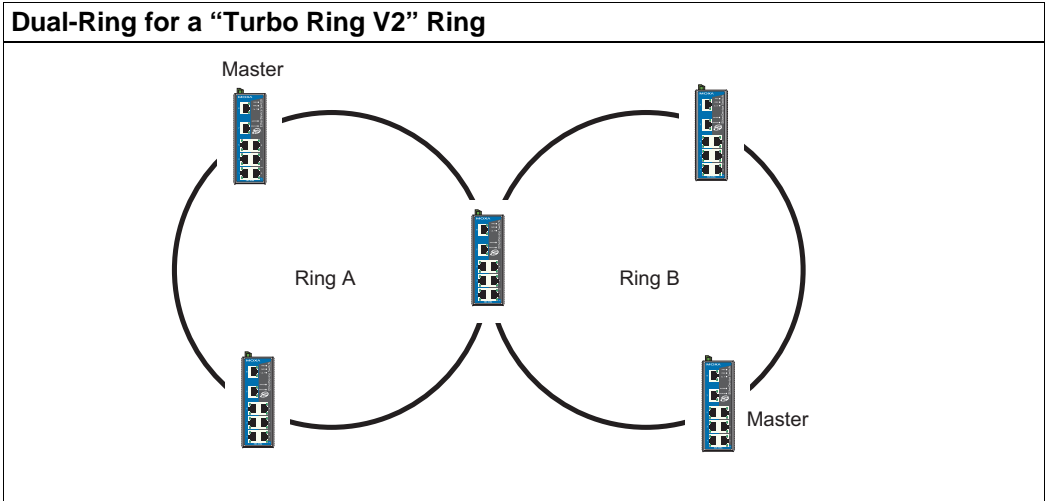 Dual-Ring for a “Turbo Ring V2” Ring
Master
Ring A
Ring B
Master